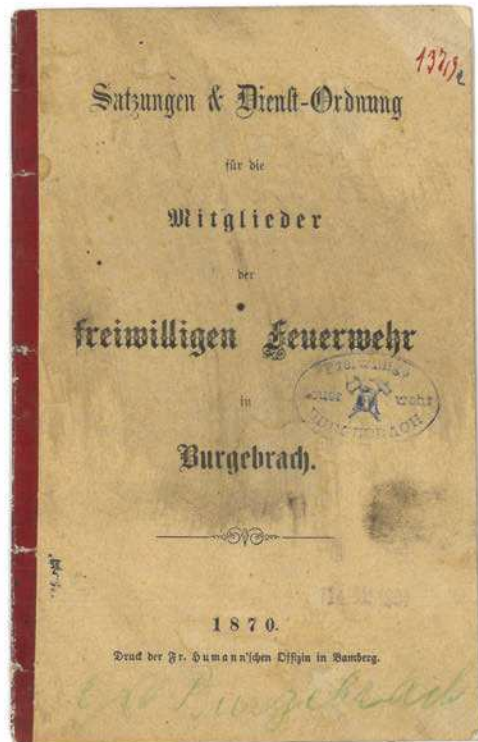 Satzungen & Dienst-Ordnung
für die
Mitglieder
der
freiwilligen Feuerwehr
in
Burgebrach.
1870.
Druck der Fr. Humann'schen Offizin in Bamberg.
Burgebrach